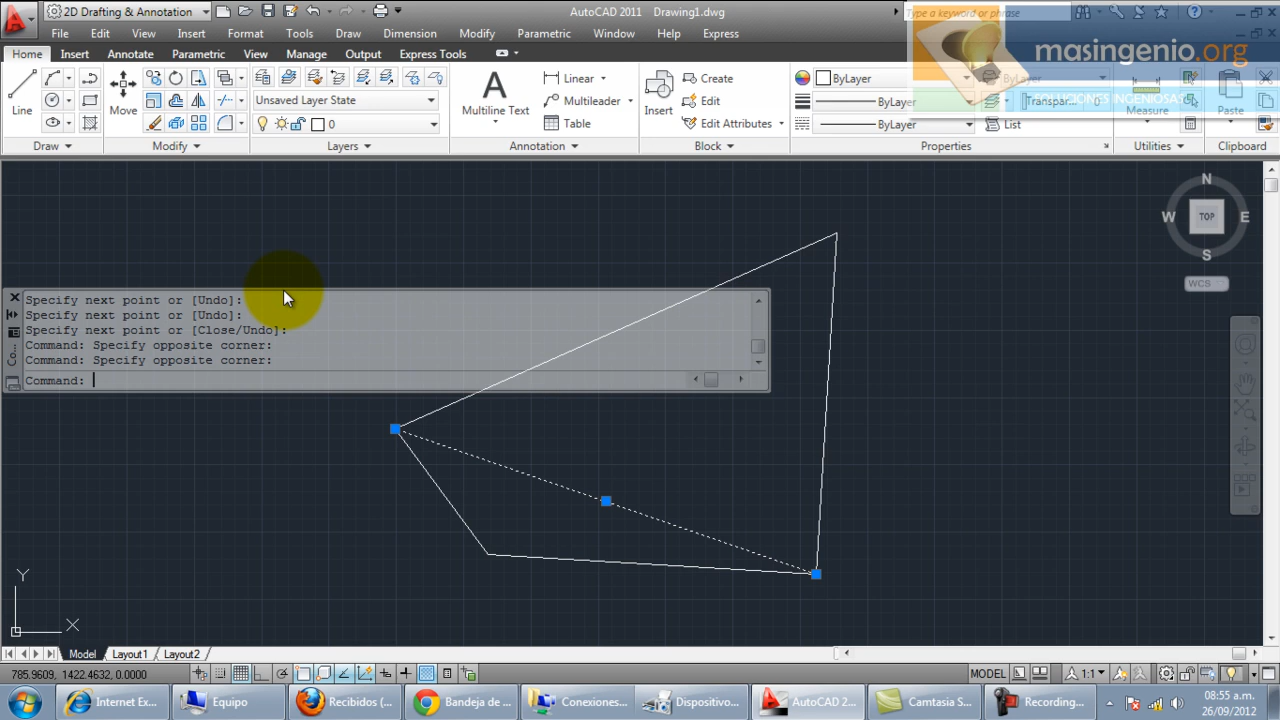 2D Drafting & Annotation
AutoCAD 2011 Drawing1.dwg
Type a keyword or phrase
File Edit View Insert Format Tools Draw Dimension Modify Parametric Window Help Express
masingenio.org
SOLUCIONES INGENIOSAS
Home Insert Annotate Parametric View Manage Output Express Tools
Line
Move
Unsaved Layer State
0
Multiline Text
Linear
Multileader
Table
Insert
Create
Edit
Edit Attributes
ByLayer
ByLayer
ByLayer
ByLayer
Transpar... 0
List
Measure
Paste
Draw Modify Layers Annotation Block Properties Utilities Clipboard
N
W TOP E
S
WCS
Specify next point or [Undo]:
Specify next point or [Undo]:
Specify next point or [Close/Undo]:
Command: Specify opposite corner:
Command: Specify opposite corner:
Command:
Y
X
Model Layout1 Layout2
785.9609, 1422.4632, 0.0000
MODEL 1:1
Internet Ex... Equipo Recibidos (... Bandeja de ... Conexiones... Dispositivo... AutoCAD 2... Camtasia S... Recording...
08:55 a.m.
26/09/2012